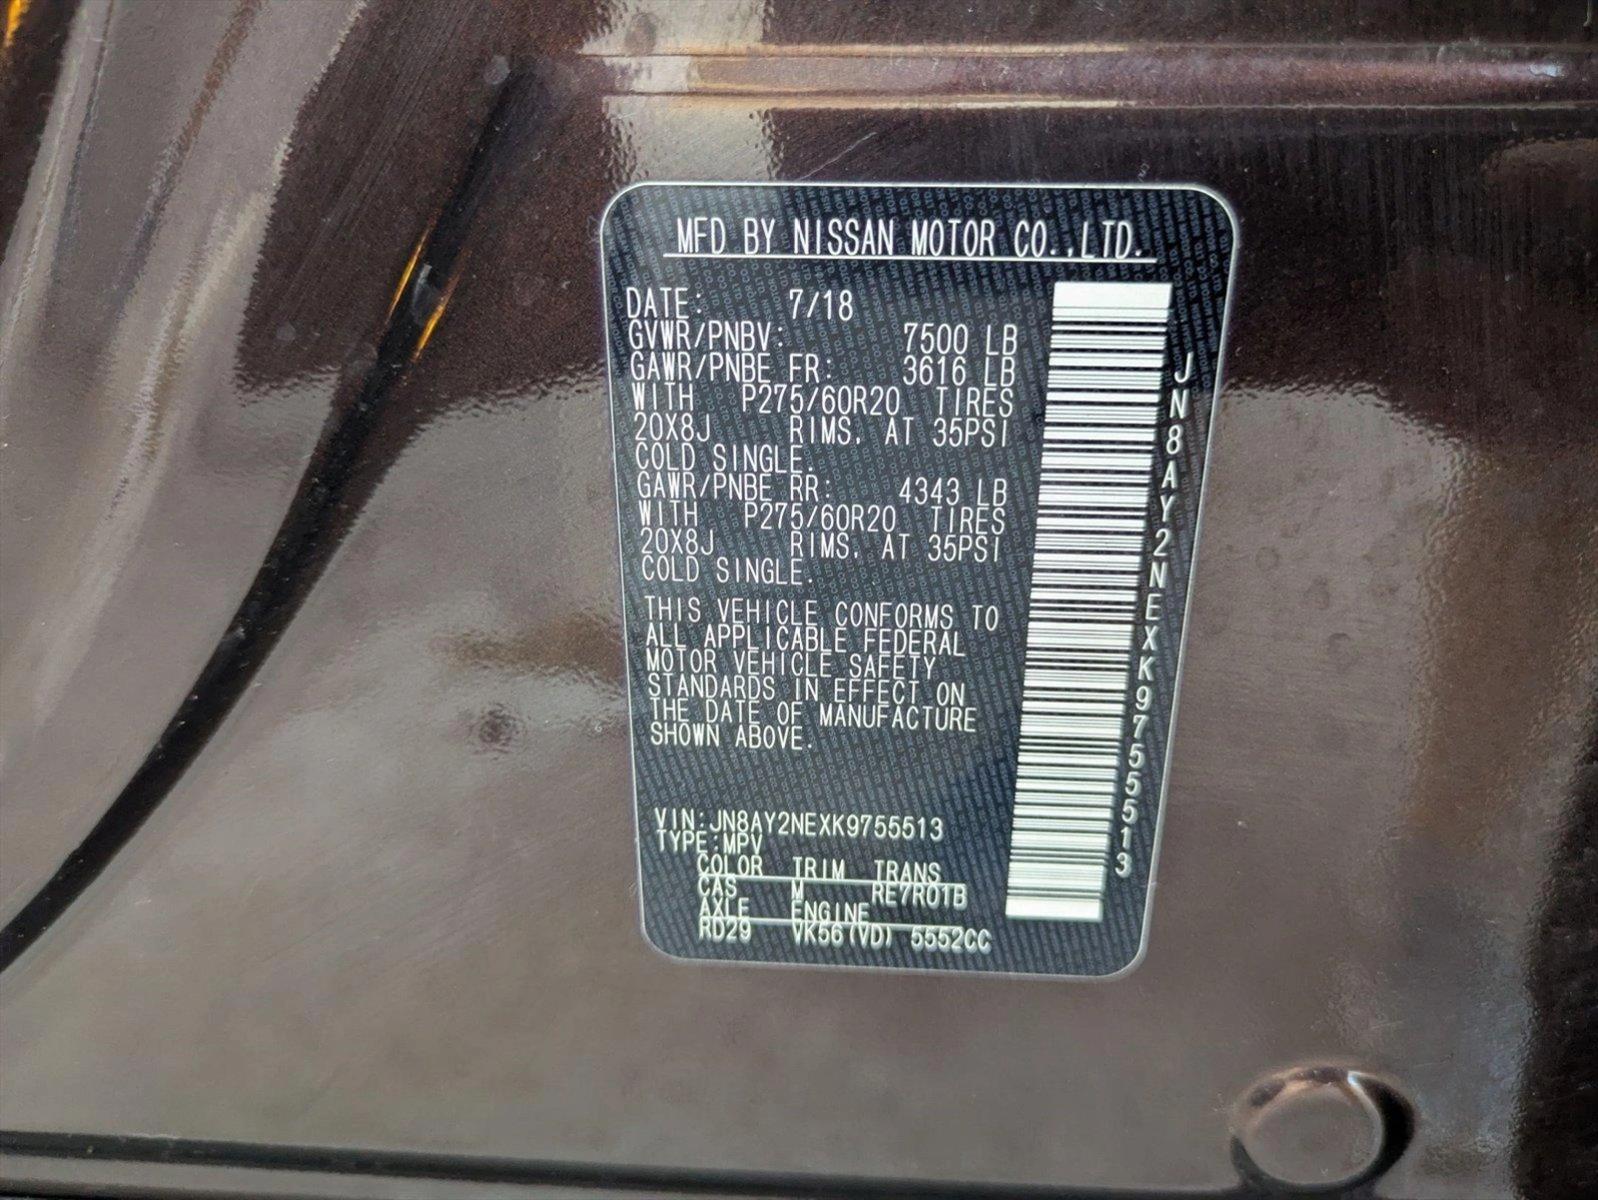 MFD BY NISSAN MOTOR CO.,LTD.
DATE: 7/18
GVWR/PNBV: 7500 LB
GAWR/PNBE FR: 3616 LB
WITH P275/60R20 TIRES
20X8J RIMS. AT 35PSI
COLD SINGLE.
GAWR/PNBE RR: 4343 LB
WITH P275/60R20 TIRES
20X8J RIMS. AT 35PSI
COLD SINGLE.
THIS VEHICLE CONFORMS TO
ALL APPLICABLE FEDERAL
MOTOR VEHICLE SAFETY
STANDARDS IN EFFECT ON
THE DATE OF MANUFACTURE
SHOWN ABOVE.
VIN:JN8AY2NEXK9755513
TYPE:MPV
COLOR TRIM TRANS
CAS M RE7R01B
AXLE ENGINE
RD29 VK56(VD) 5552CC
JN8AY2NEXK9755513